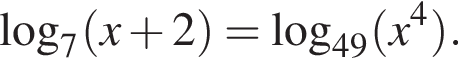 log₇(x + 2) = log₄₉(x⁴).